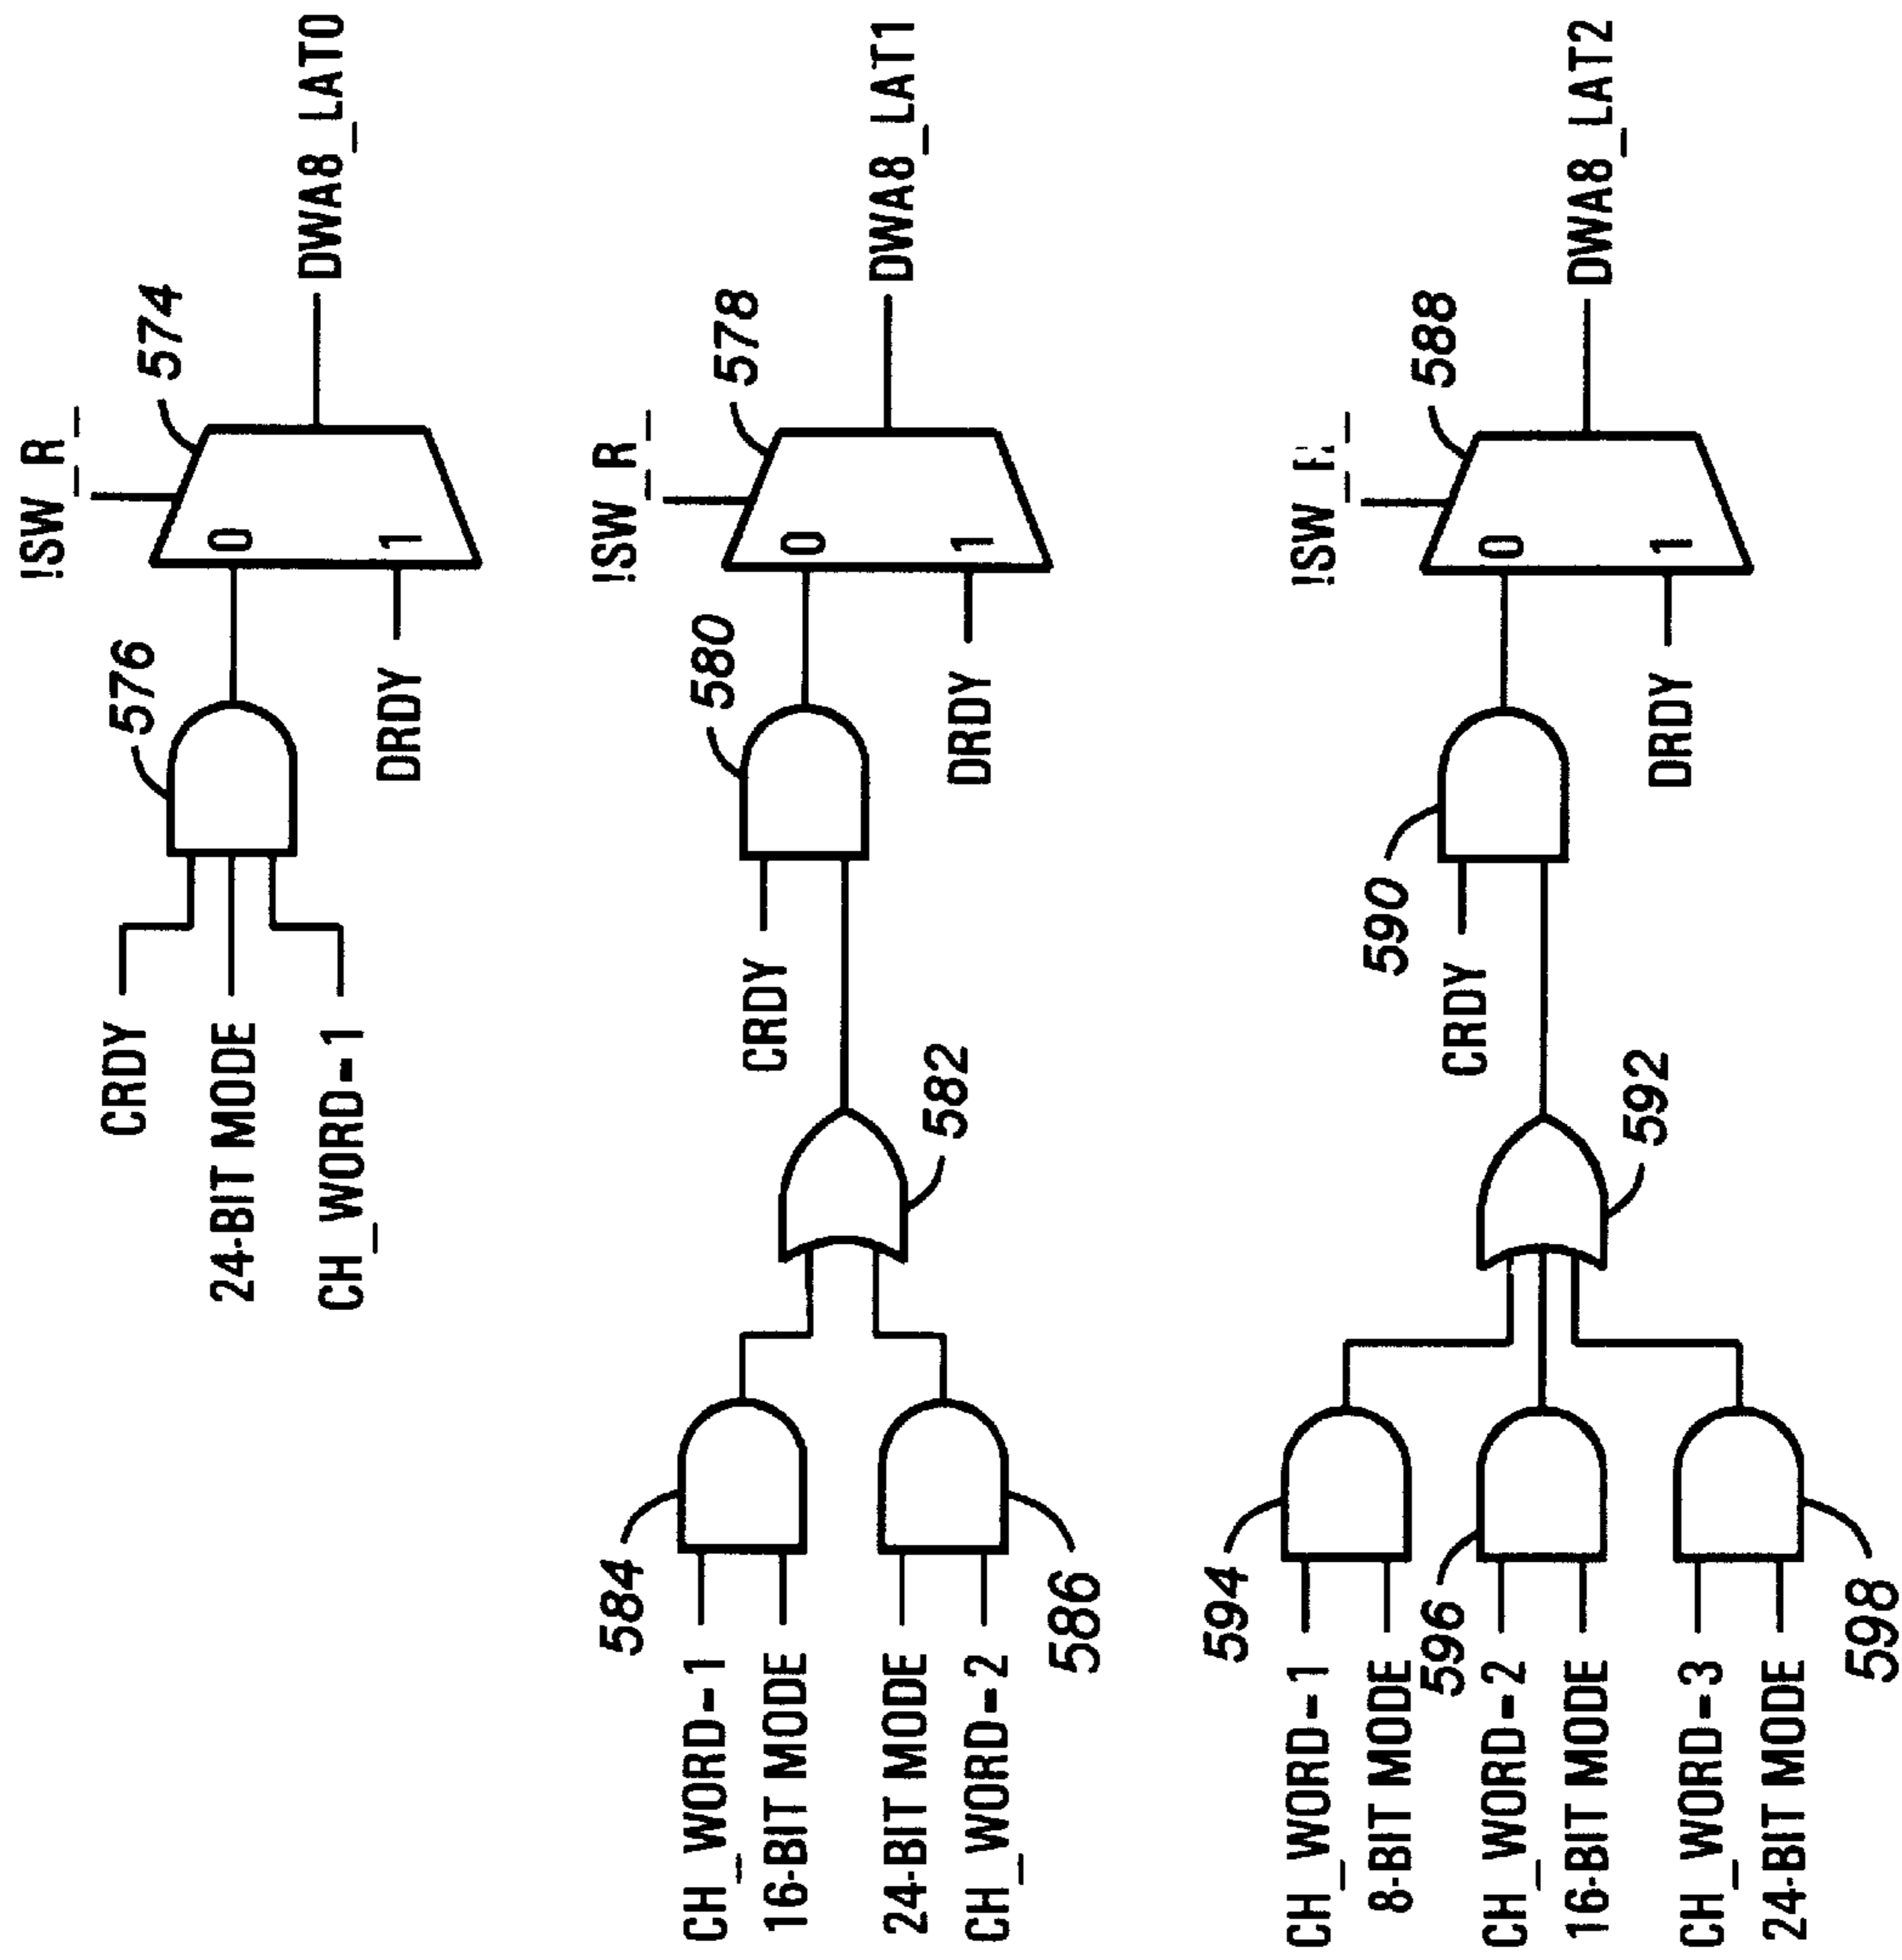 !SW_R_
574
576
CRDY
24-BIT MODE
CH_WORD=1
0
1
DRDY
DWA8_LAT0
!SW_R_
578
580
CRDY
0
1
DRDY
DWA8_LAT1
582
584
CH_WORD=1
16-BIT MODE
24-BIT MODE
CH_WORD=2
586
!SW_R_
588
590
CRDY
0
1
DRDY
DWA8_LAT2
592
594
CH_WORD=1
8-BIT MODE
596
CH_WORD=2
16-BIT MODE
CH_WORD=3
24-BIT MODE
598